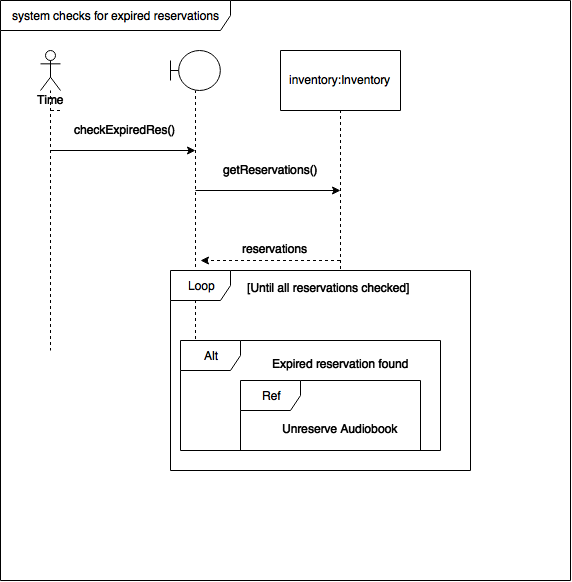 system checks for expired reservations
Time
inventory:Inventory
checkExpiredRes()
getReservations()
reservations
Loop
[Until all reservations checked]
Alt
Expired reservation found
Ref
Unreserve Audiobook